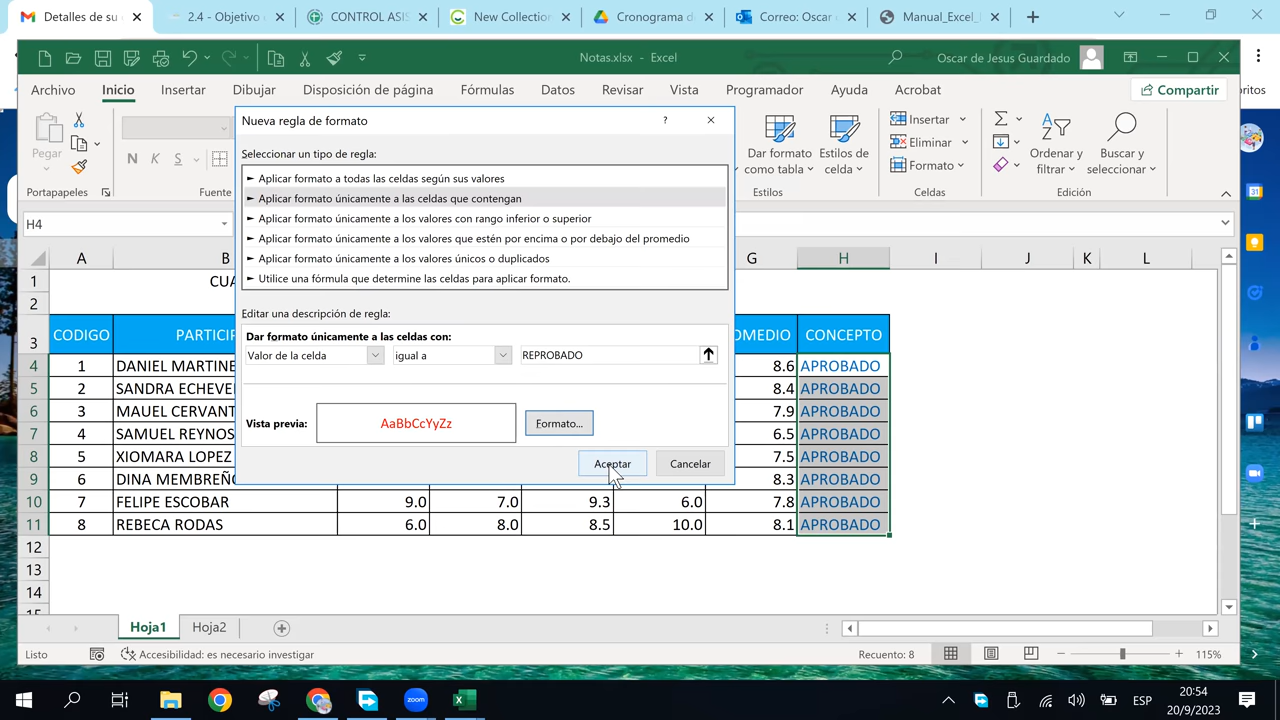 Detalles de su
2.4 - Objetivo
CONTROL ASIS
New Collection
Cronograma d
Correo: Oscar
Manual_Excel_
Notas.xlsx - Excel
Oscar de Jesus Guardado
Archivo Inicio Insertar Dibujar Disposición de página Fórmulas Datos Revisar Vista Programador Ayuda Acrobat
Compartir
oritos
Pegar
Portapapeles
N K S
Fuente
Dar formato como tabla
Estilos de celda
Estilos
Insertar
Eliminar
Formato
Celdas
Ordenar y filtrar
Buscar y seleccionar
Edición
H4
Nueva regla de formato
Seleccionar un tipo de regla:
► Aplicar formato a todas las celdas según sus valores
► Aplicar formato únicamente a las celdas que contengan
► Aplicar formato únicamente a los valores con rango inferior o superior
► Aplicar formato únicamente a los valores que estén por encima o por debajo del promedio
► Aplicar formato únicamente a los valores únicos o duplicados
► Utilice una fórmula que determine las celdas para aplicar formato.
Editar una descripción de regla:
Dar formato únicamente a las celdas con:
Valor de la celda igual a REPROBADO
Vista previa: AaBbCcYyZz Formato...
Aceptar Cancelar
A B G H I J K L
1 CUA
2
3 CODIGO PARTICIP OMEDIO CONCEPTO
4 1 DANIEL MARTINE 8.6 APROBADO
5 2 SANDRA ECHEVE 8.4 APROBADO
6 3 MAUEL CERVANT 7.9 APROBADO
7 4 SAMUEL REYNOS 6.5 APROBADO
8 5 XIOMARA LOPEZ 7.5 APROBADO
9 6 DINA MEMBREÑO 8.3 APROBADO
10 7 FELIPE ESCOBAR 9.0 7.0 9.3 6.0 7.8 APROBADO
11 8 REBECA RODAS 6.0 8.0 8.5 10.0 8.1 APROBADO
12
13
14
15
Hoja1 Hoja2
Listo Accesibilidad: es necesario investigar Recuento: 8 115%
zoom
ESP
20:54
20/9/2023